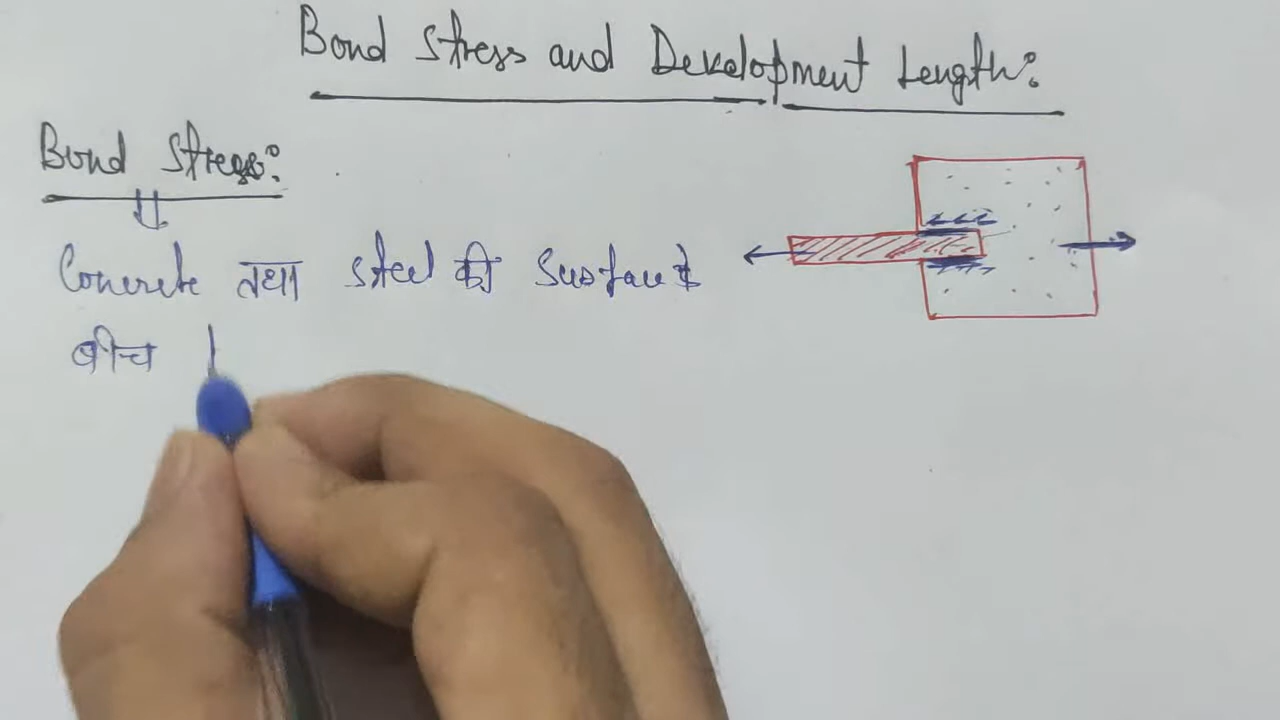 Bond Stress and Development Length:
Bond Stress:
Concrete तथा Steel की Surface के
बीच